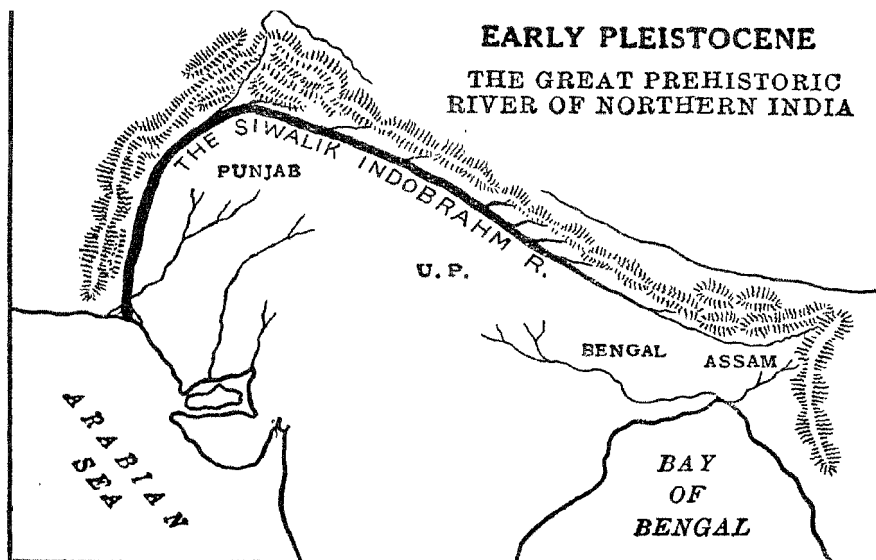 EARLY PLEISTOCENE
THE GREAT PREHISTORIC
RIVER OF NORTHERN INDIA
THE SIWALIK INDOBRAHM R.
PUNJAB
U.P.
BENGAL
ASSAM
ARABIAN
SEA
BAY
OF
BENGAL